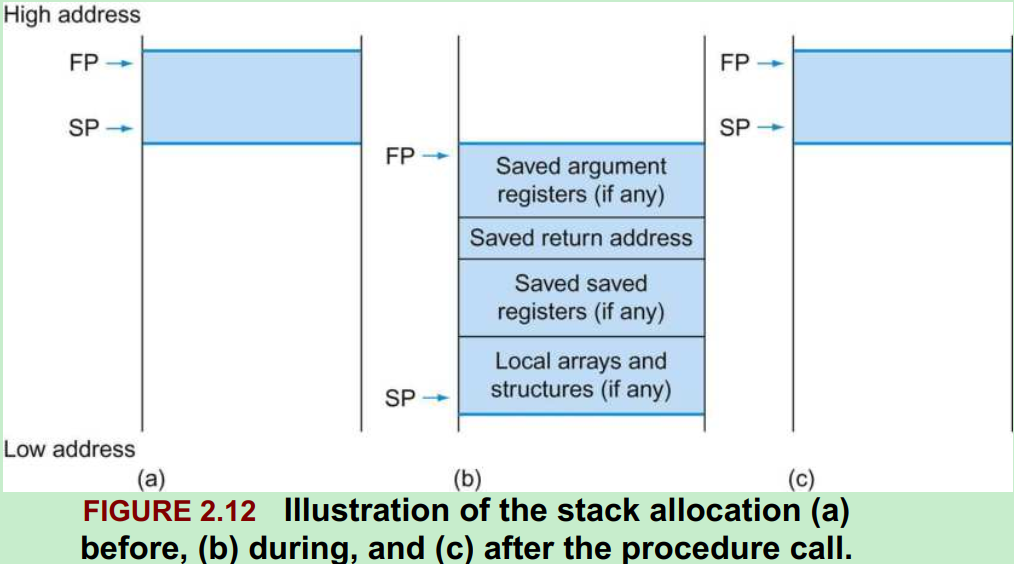 High address
FP
SP
FP
Saved argument
registers (if any)
Saved return address
Saved saved
registers (if any)
Local arrays and
structures (if any)
SP
FP
SP
Low address
(a)
(b)
(c)
FIGURE 2.12 Illustration of the stack allocation (a)
before, (b) during, and (c) after the procedure call.